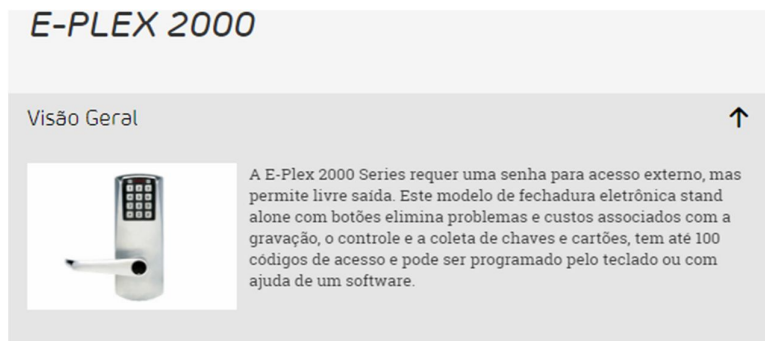 E-PLEX 2000
Visão Geral
A E-Plex 2000 Series requer uma senha para acesso externo, mas
permite livre saída. Este modelo de fechadura eletrônica stand
alone com botões elimina problemas e custos associados com a
gravação, o controle e a coleta de chaves e cartões, tem até 100
códigos de acesso e pode ser programado pelo teclado ou com
ajuda de um software.